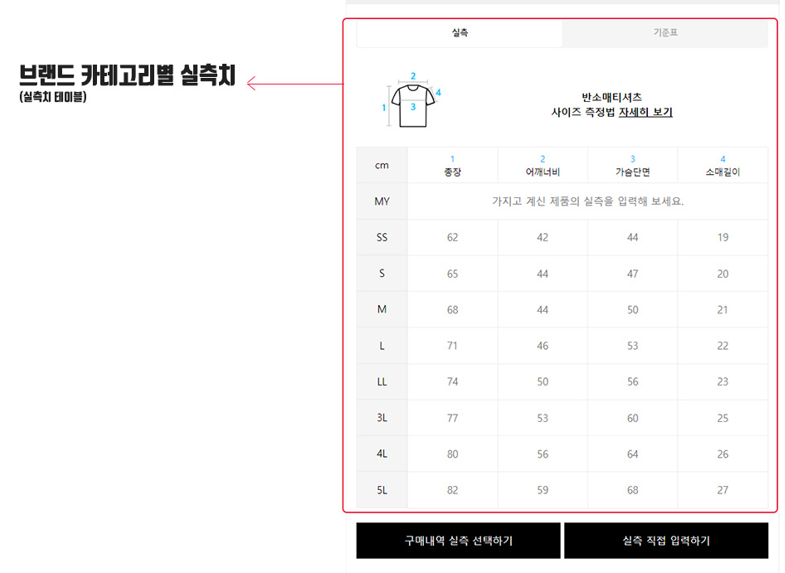 브랜드 카테고리별 실측치
(실측치 테이블)
실측 기준표
1 2 3 4
반소매티셔츠
사이즈 측정법 자세히 보기
cm 1 종장 2 어깨너비 3 가슴단면 4 소매길이
MY 가지고 계신 제품의 실측을 입력해 보세요.
SS 62 42 44 19
S 65 44 47 20
M 68 44 50 21
L 71 46 53 22
LL 74 50 56 23
3L 77 53 60 25
4L 80 56 64 26
5L 82 59 68 27
구매내역 실측 선택하기 실측 직접 입력하기